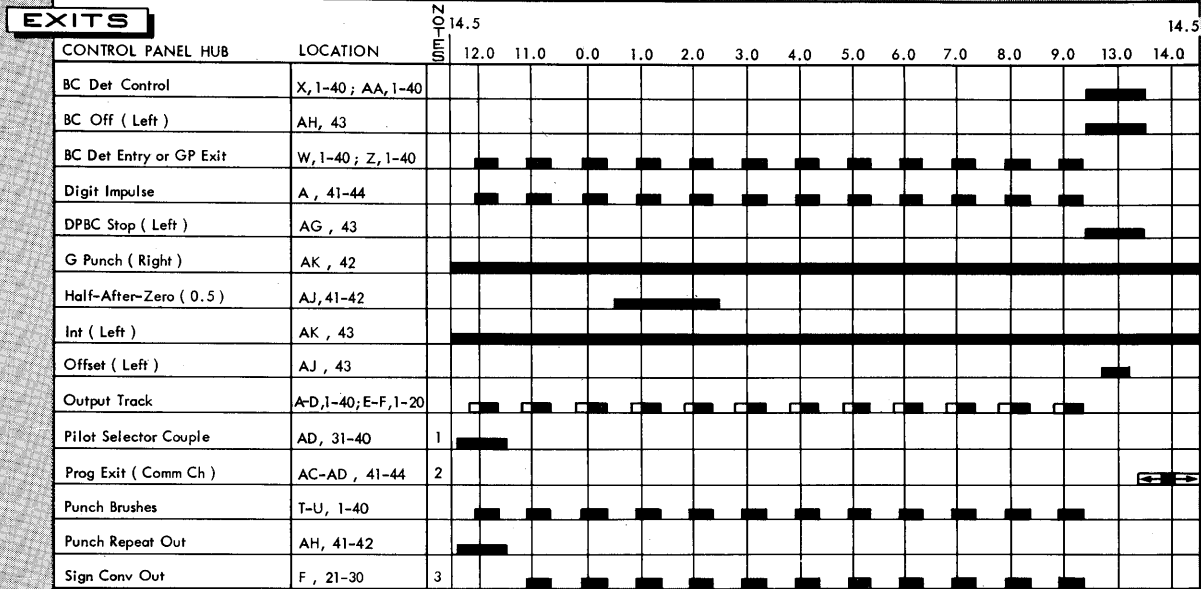 EXITS
NOTES
14.5 14.5
CONTROL PANEL HUB LOCATION 12.0 11.0 0.0 1.0 2.0 3.0 4.0 5.0 6.0 7.0 8.0 9.0 13.0 14.0
BC Det Control X, 1-40 ; AA, 1-40
BC Off ( Left ) AH, 43
BC Det Entry or GP Exit W, 1-40 ; Z, 1-40
Digit Impulse A , 41-44
DPBC Stop ( Left ) AG , 43
G Punch ( Right ) AK , 42
Half-After-Zero ( 0.5 ) AJ, 41-42
Int ( Left ) AK , 43
Offset ( Left ) AJ , 43
Output Track A-D,1-40;E-F,1-20
Pilot Selector Couple AD, 31-40 1
Prog Exit ( Comm Ch ) AC-AD , 41-44 2
Punch Brushes T-U, 1-40
Punch Repeat Out AH, 41-42
Sign Conv Out F , 21-30 3